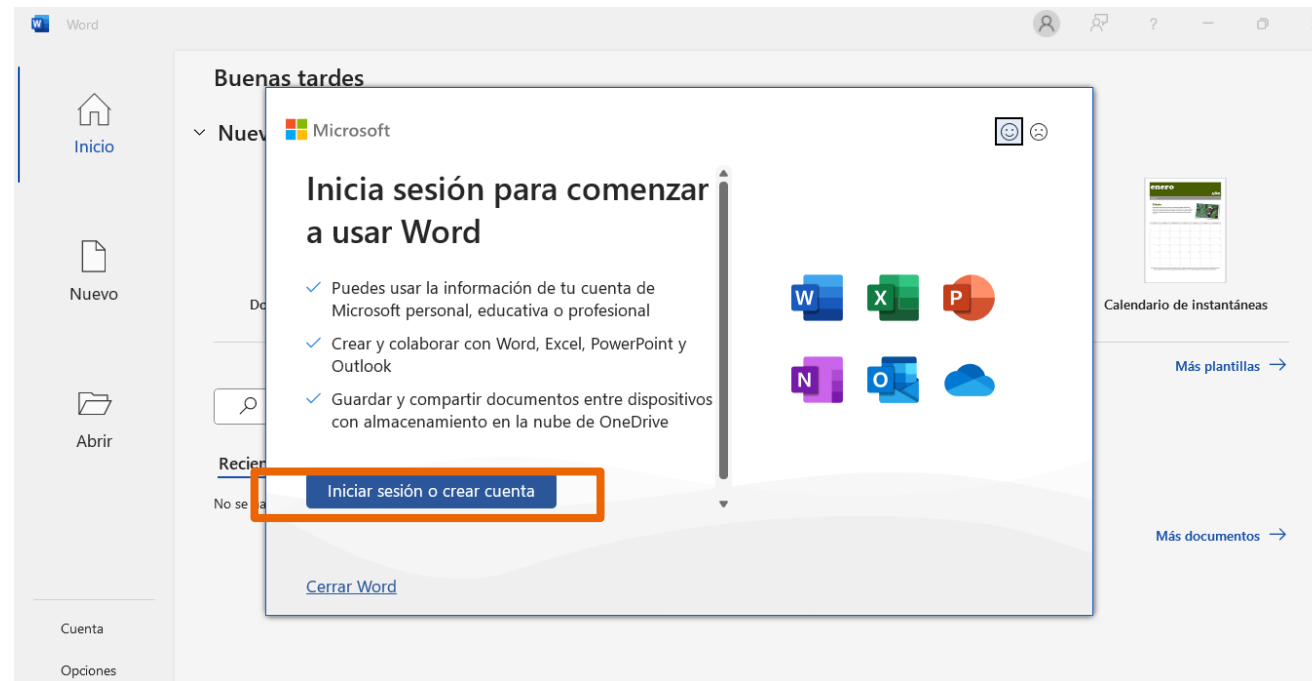 Word
?
Buenas tardes
Inicio
Nuevo
Abrir
Cuenta
Opciones
Microsoft
Inicia sesión para comenzar
a usar Word
Puedes usar la información de tu cuenta de
Microsoft personal, educativa o profesional
Crear y colaborar con Word, Excel, PowerPoint y
Outlook
Guardar y compartir documentos entre dispositivos
con almacenamiento en la nube de OneDrive
Iniciar sesión o crear cuenta
Cerrar Word
W X P
N O
enero
Calendario de instantáneas
Más plantillas
Más documentos
No se